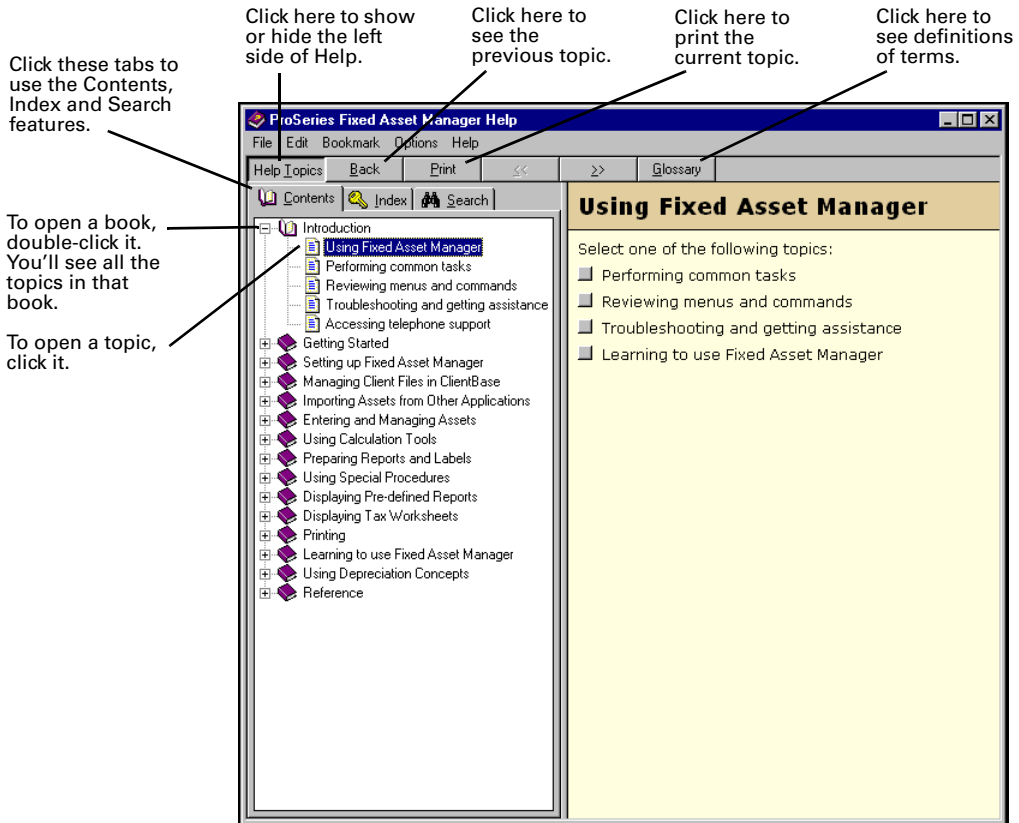 Click here to show
or hide the left
side of Help.
Click here to
see the
previous topic.
Click here to
print the
current topic.
Click here to
see definitions
of terms.
Click these tabs to
use the Contents,
Index and Search
features.
To open a book,
double-click it.
You'll see all the
topics in that
book.
To open a topic,
click it.
ProSeries Fixed Asset Manager Help
File Edit Bookmark Options Help
Help Topics Back Print << >> Glossary
Contents Index Search
Introduction
Using Fixed Asset Manager
Performing common tasks
Reviewing menus and commands
Troubleshooting and getting assistance
Accessing telephone support
Getting Started
Setting up Fixed Asset Manager
Managing Client Files in ClientBase
Importing Assets from Other Applications
Entering and Managing Assets
Using Calculation Tools
Preparing Reports and Labels
Using Special Procedures
Displaying Pre-defined Reports
Displaying Tax Worksheets
Printing
Learning to use Fixed Asset Manager
Using Depreciation Concepts
Reference
Using Fixed Asset Manager
Select one of the following topics:
Performing common tasks
Reviewing menus and commands
Troubleshooting and getting assistance
Learning to use Fixed Asset Manager